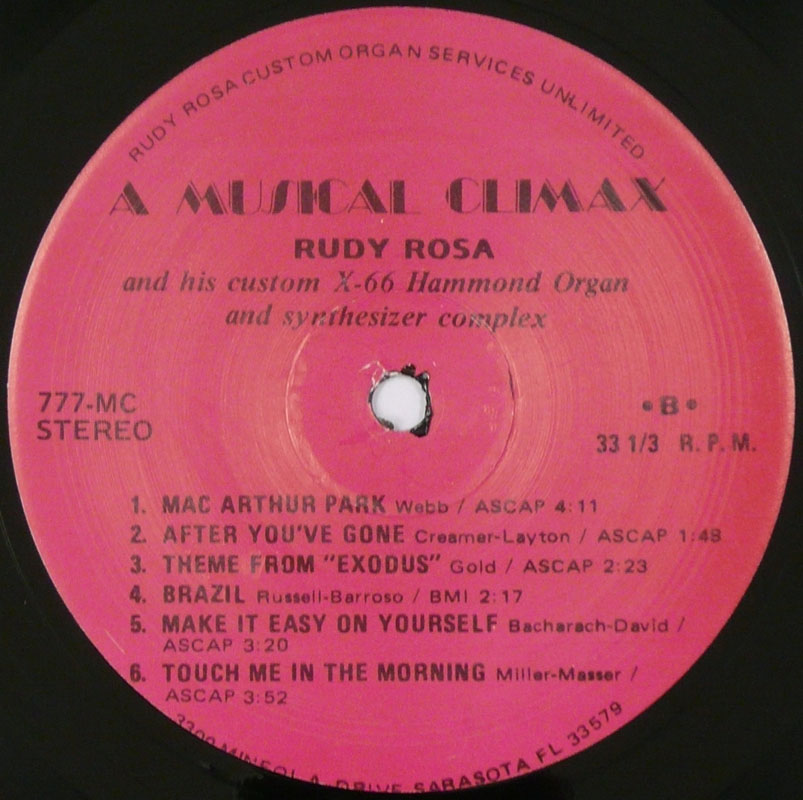 RUDY ROSA CUSTOM ORGAN SERVICES UNLIMITED
A MUSICAL CLIMAX
RUDY ROSA
and his custom X-66 Hammond Organ
and synthesizer complex
777-MC
STEREO
•B•
33 1/3 R. P. M.
1. MAC ARTHUR PARK Webb / ASCAP 4:11
2. AFTER YOU'VE GONE Creamer-Layton / ASCAP 1:48
3. THEME FROM "EXODUS" Gold / ASCAP 2:23
4. BRAZIL Russell-Barroso / BMI 2:17
5. MAKE IT EASY ON YOURSELF Bacharach-David /
ASCAP 3:20
6. TOUCH ME IN THE MORNING Miller-Masser /
ASCAP 3:52
MINEOLA DRIVE SARASOTA FL 33579